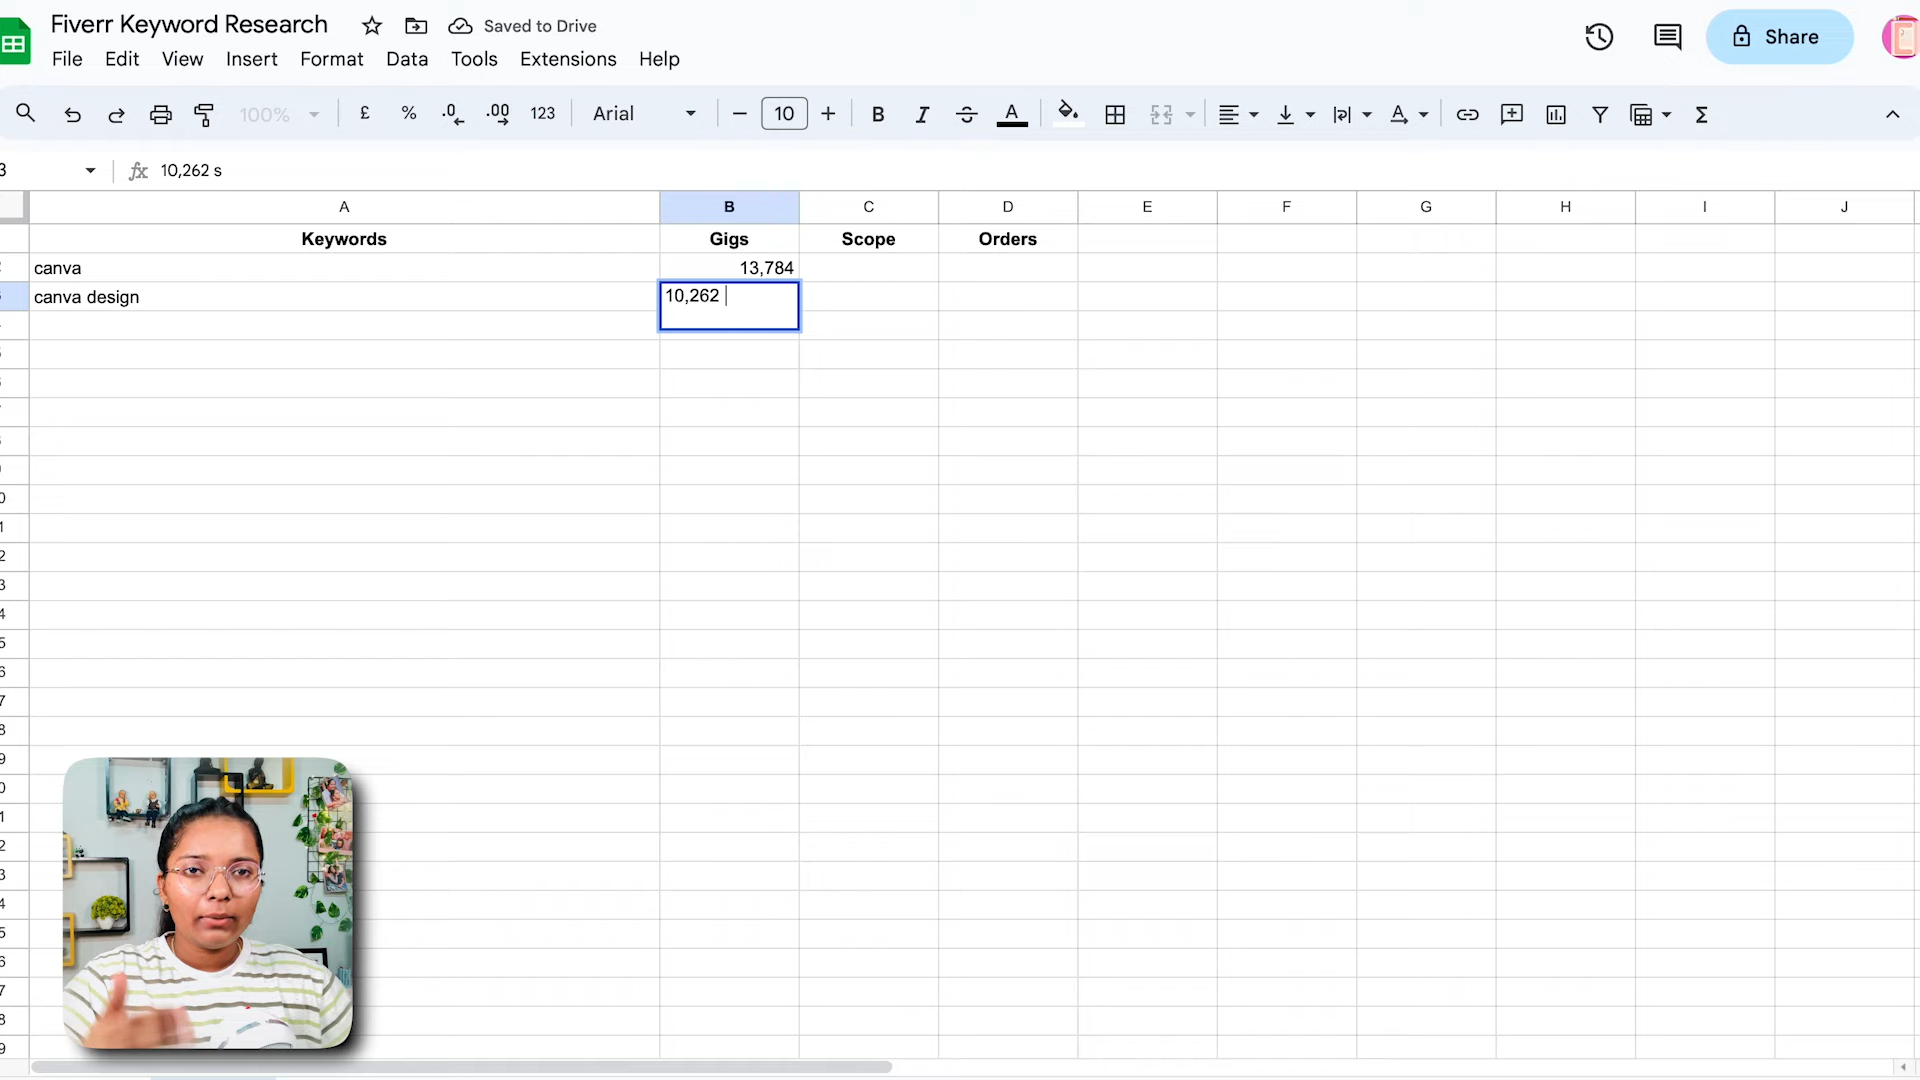 Fiverr Keyword Research
Saved to Drive
Share
File Edit View Insert Format Data Tools Extensions Help
100% £ % .0 .00 123 Arial 10 B I A Σ
fx 10,262 s
A B C D E F G H I J
Keywords Gigs Scope Orders
canva 13,784
canva design 10,262